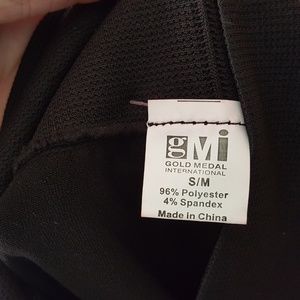 gMi
GOLD MEDAL
INTERNATIONAL
S/M
96% Polyester
4% Spandex
Made in China